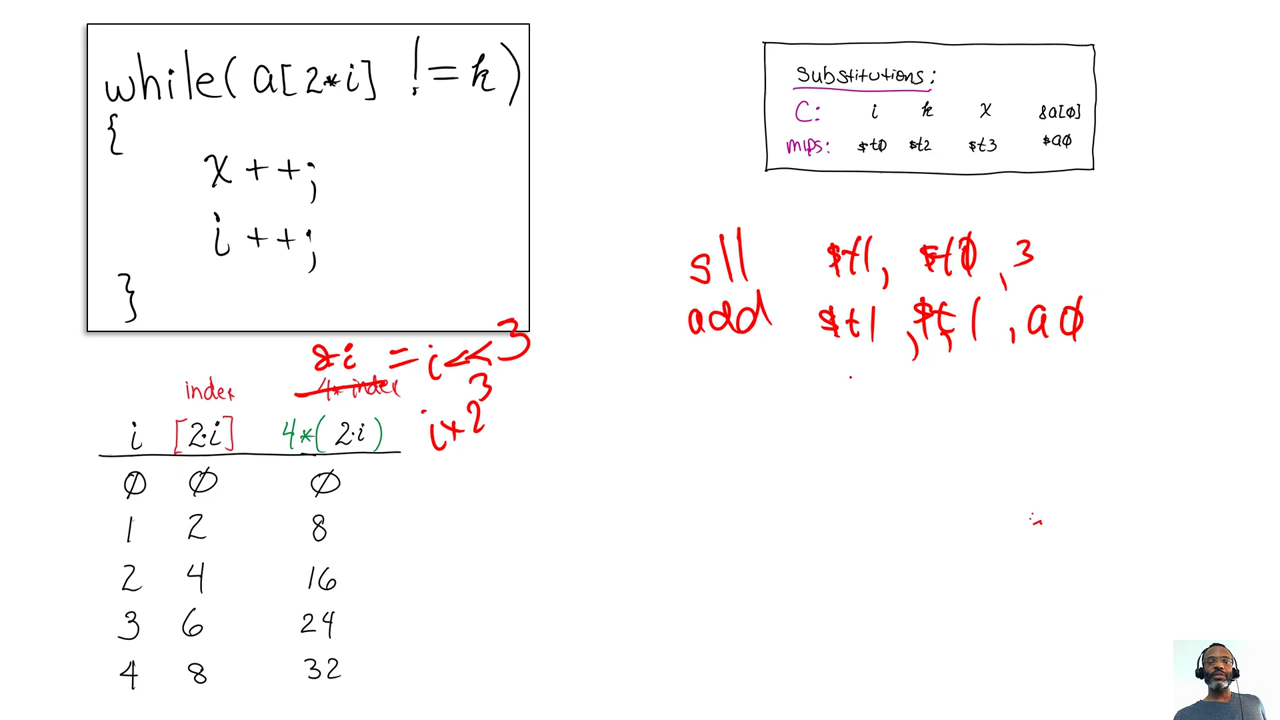 while( a[2*i] != k)
{
x++;
i++;
}
Substitutions:
C: i k x &a[0]
mips: $t0 $t2 $t3 $a0
sll $t1, $t0, 3
add $t1, $t1, a0
8i = i<<3
4*index
i*2^3
index
i [2·i] 4*(2·i)
0 0 0
1 2 8
2 4 16
3 6 24
4 8 32